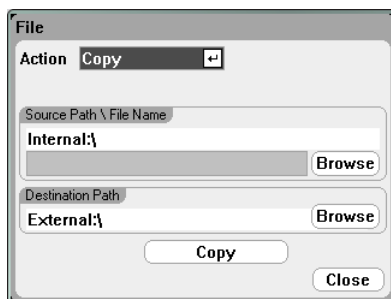 File
Action Copy
Source Path \ File Name
Internal:\
Browse
Destination Path
External:\ Browse
Copy
Close